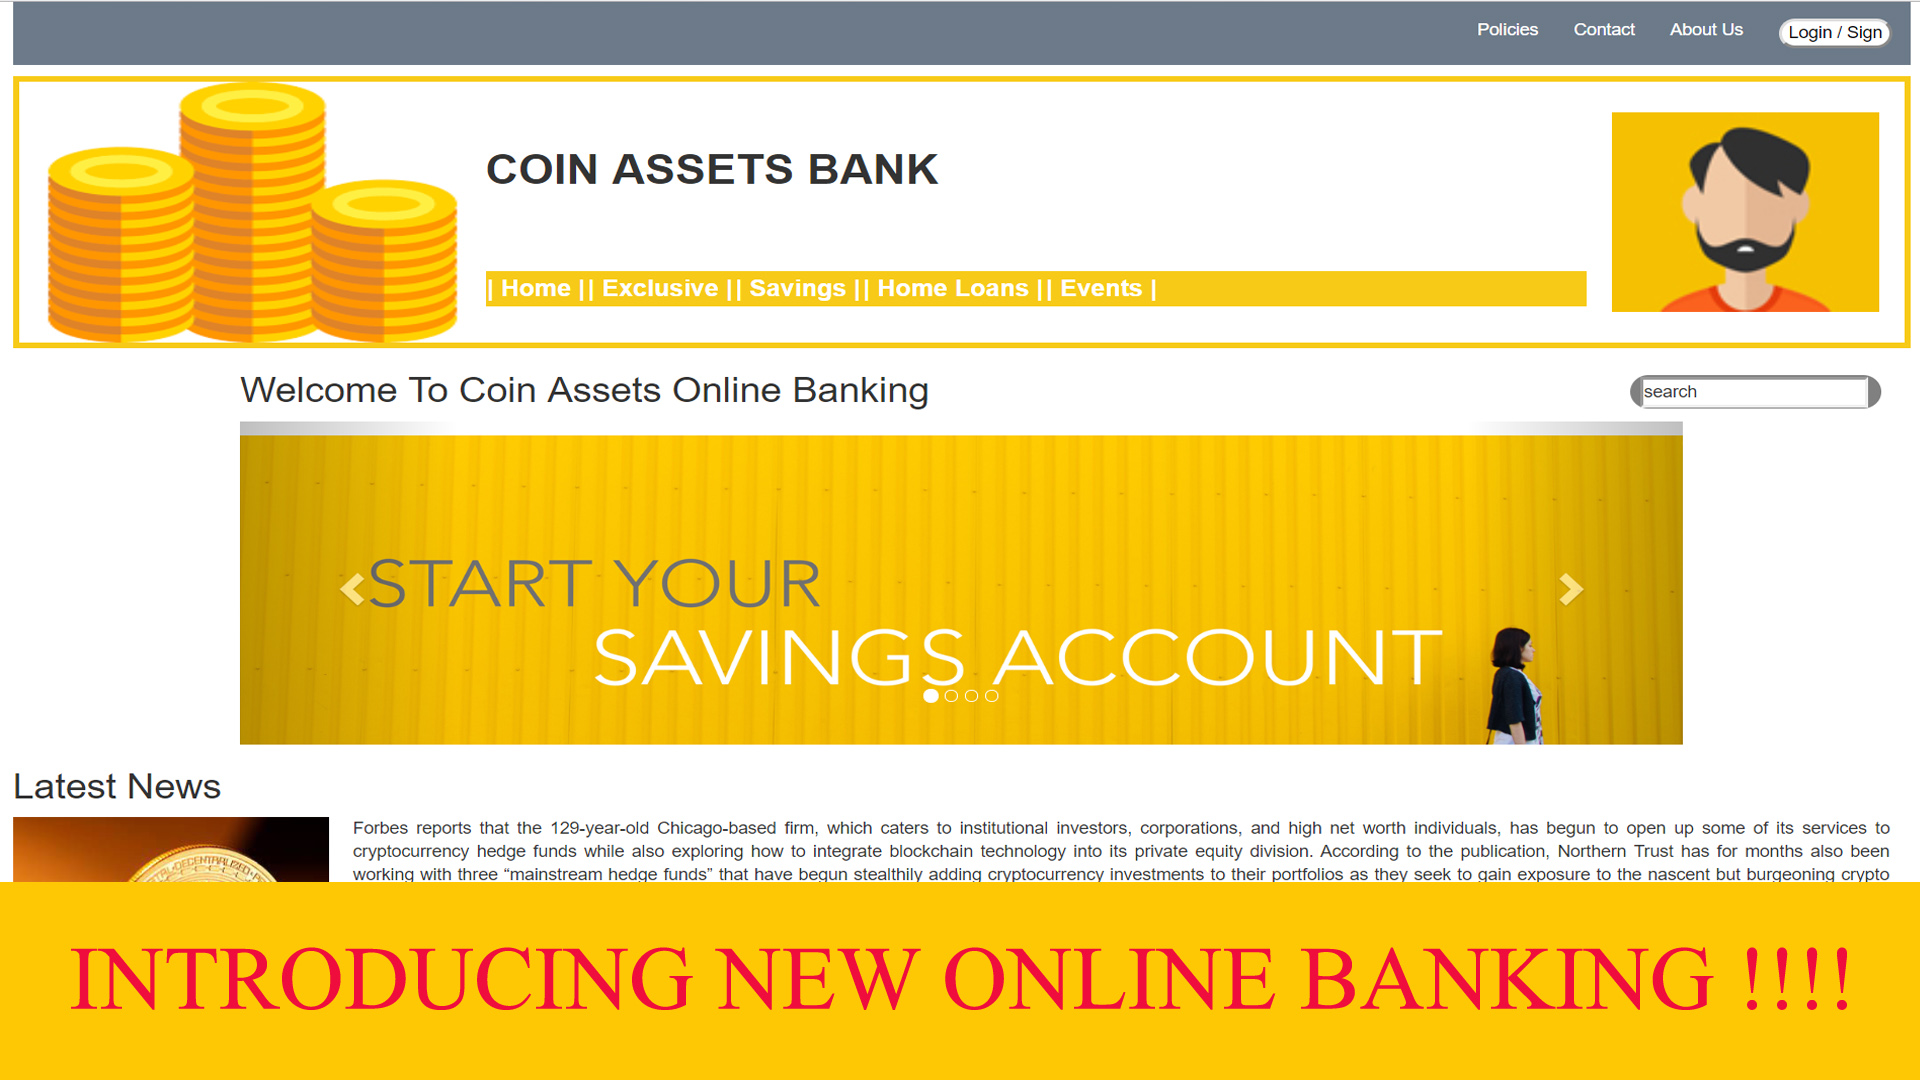 Policies Contact About Us Login / Sign
COIN ASSETS BANK
| Home || Exclusive || Savings || Home Loans || Events |
Welcome To Coin Assets Online Banking
search
START YOUR
SAVINGS ACCOUNT
Latest News
DECENTRALIZED
Forbes reports that the 129-year-old Chicago-based firm, which caters to institutional investors, corporations, and high net worth individuals, has begun to open up some of its services to
cryptocurrency hedge funds while also exploring how to integrate blockchain technology into its private equity division. According to the publication, Northern Trust has for months also been
working with three “mainstream hedge funds” that have begun stealthily adding cryptocurrency investments to their portfolios as they seek to gain exposure to the nascent but burgeoning crypto
INTRODUCING NEW ONLINE BANKING !!!!